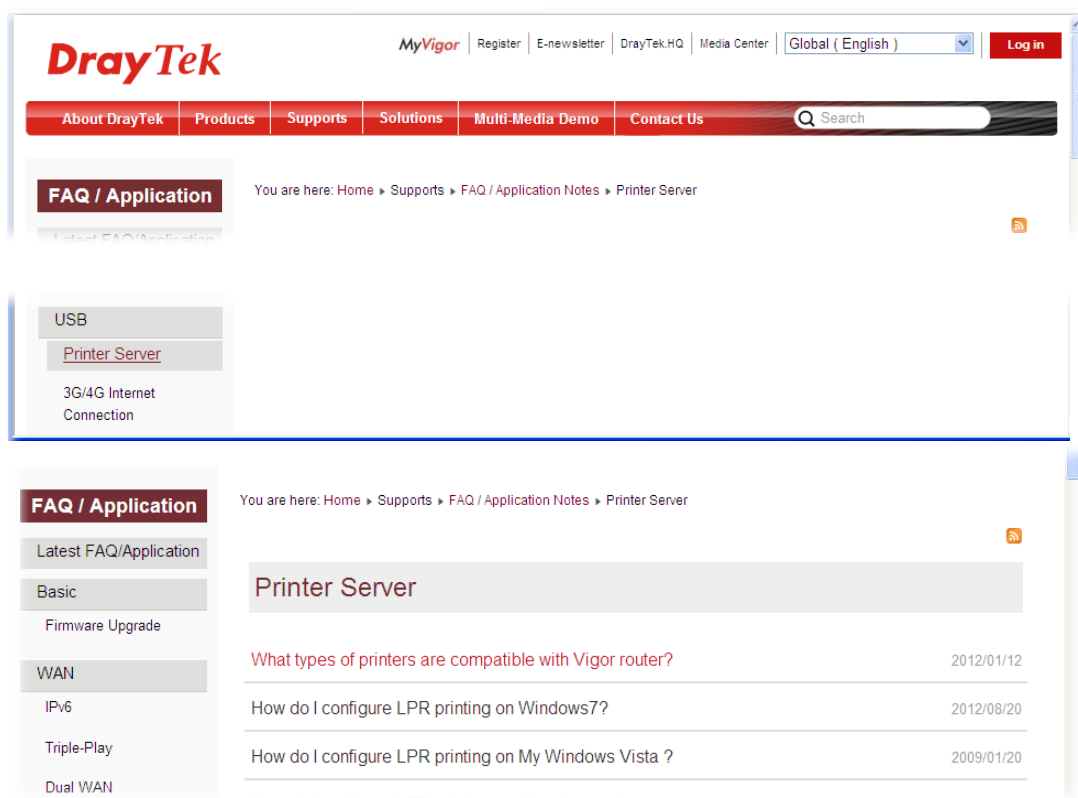 DrayTek
MyVigor Register E-newsletter DrayTek.HQ Media Center Global ( English ) Log in
About DrayTek Products Supports Solutions Multi-Media Demo Contact Us Search
FAQ / Application
You are here: Home ▸ Supports ▸ FAQ / Application Notes ▸ Printer Server
Latest FAQ/Application
USB
Printer Server
3G/4G Internet
Connection
FAQ / Application
You are here: Home ▸ Supports ▸ FAQ / Application Notes ▸ Printer Server
Latest FAQ/Application
Basic
Firmware Upgrade
WAN
IPv6
Triple-Play
Dual WAN
Printer Server
What types of printers are compatible with Vigor router? 2012/01/12
How do I configure LPR printing on Windows7? 2012/08/20
How do I configure LPR printing on My Windows Vista ? 2009/01/20